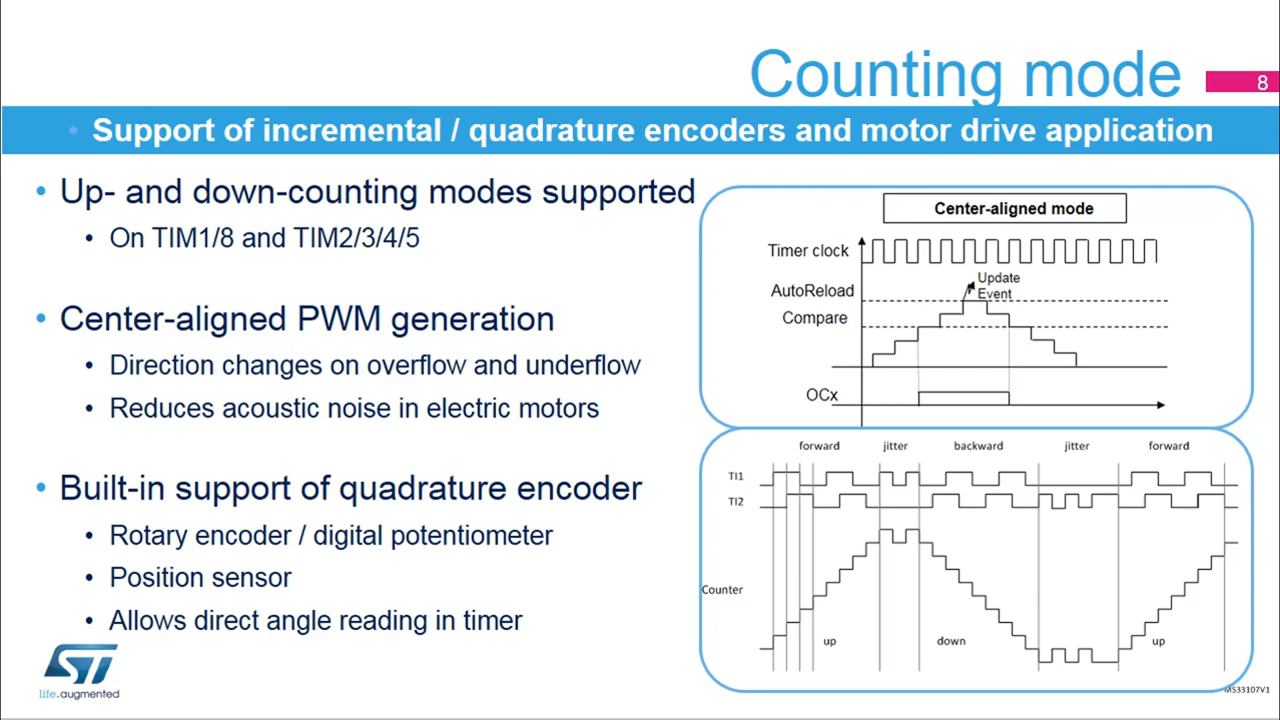 Counting mode
8
• Support of incremental / quadrature encoders and motor drive application
• Up- and down-counting modes supported
• On TIM1/8 and TIM2/3/4/5
• Center-aligned PWM generation
• Direction changes on overflow and underflow
• Reduces acoustic noise in electric motors
• Built-in support of quadrature encoder
• Rotary encoder / digital potentiometer
• Position sensor
• Allows direct angle reading in timer
Center-aligned mode
Timer clock
Update
Event
AutoReload
Compare
OCx
forward jitter backward jitter forward
TI1
TI2
Counter
up down up
MS33107V1
ST
life.augmented